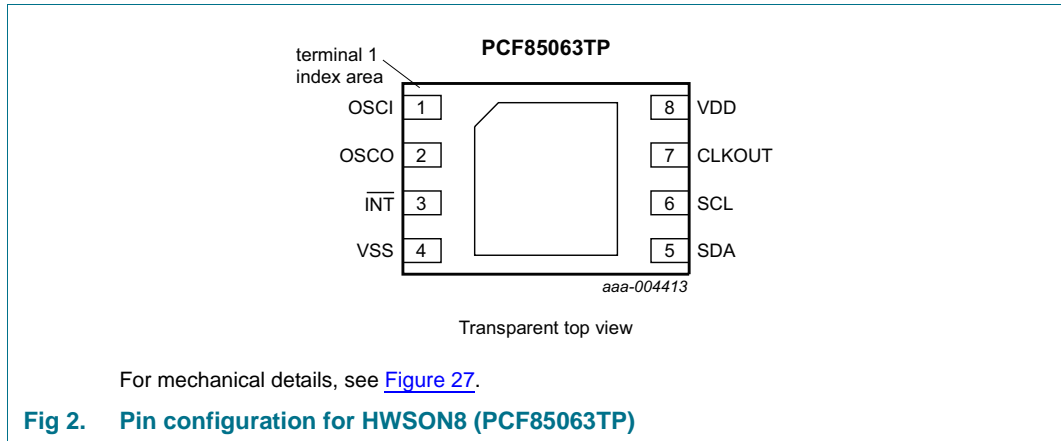 PCF85063TP
terminal 1
index area
OSCI 1
8 VDD
OSCO 2
7 CLKOUT
INT 3
6 SCL
VSS 4
5 SDA
aaa-004413
Transparent top view
For mechanical details, see Figure 27.
Fig 2. Pin configuration for HWSON8 (PCF85063TP)